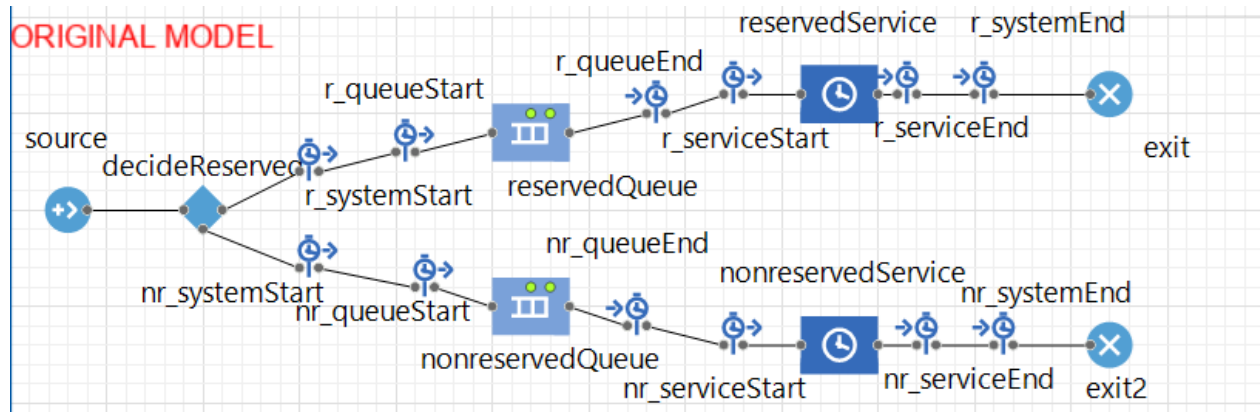 ORIGINAL MODEL
reservedService
r_systemEnd
r_queueEnd
r_queueStart
source
decideReserved
r_serviceStart
r_serviceEnd
exit
r_systemStart
reservedQueue
nr_queueEnd
nonreservedService
nr_systemStart
nr_queueStart
nr_systemEnd
nonreservedQueue
nr_serviceStart
nr_serviceEnd
exit2